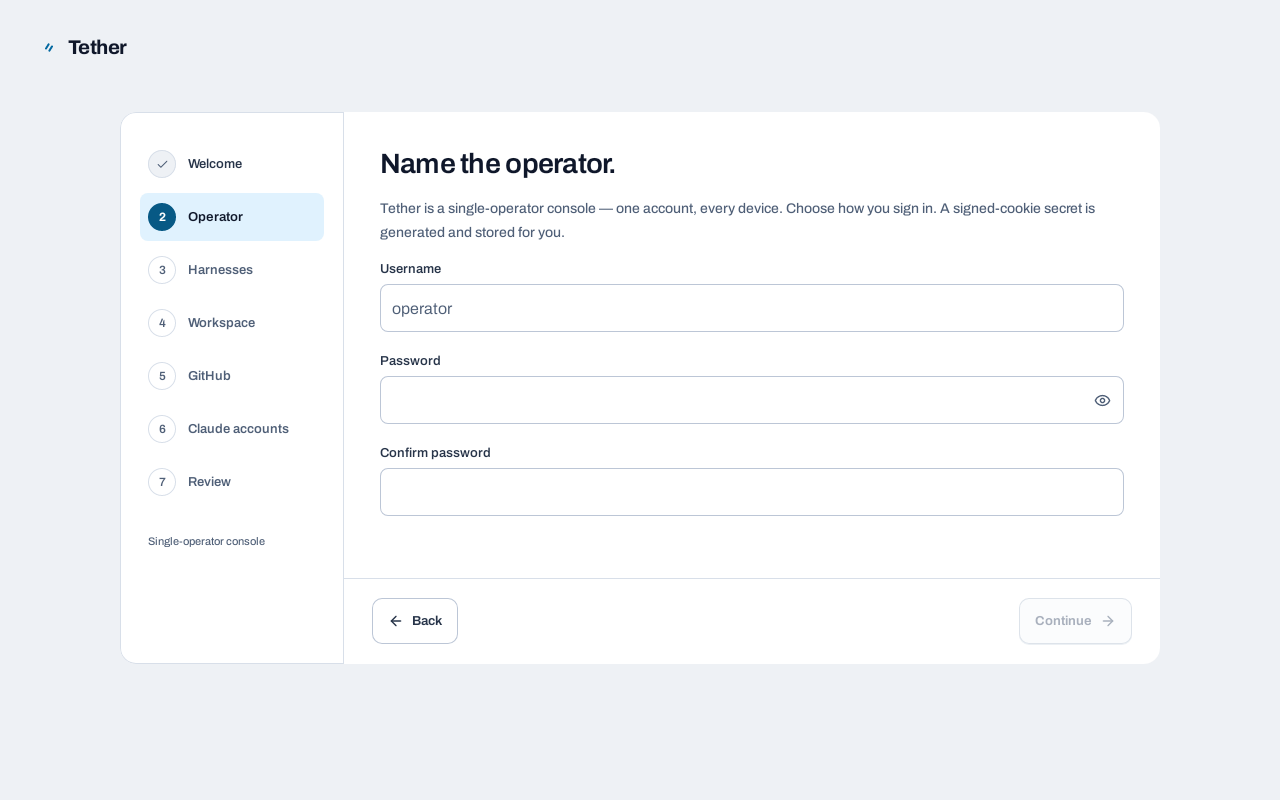 Tether
Welcome
2 Operator
3 Harnesses
4 Workspace
5 GitHub
6 Claude accounts
7 Review
Single-operator console
Name the operator.
Tether is a single-operator console — one account, every device. Choose how you sign in. A signed-cookie secret is
generated and stored for you.
Username
operator
Password
Confirm password
Back
Continue